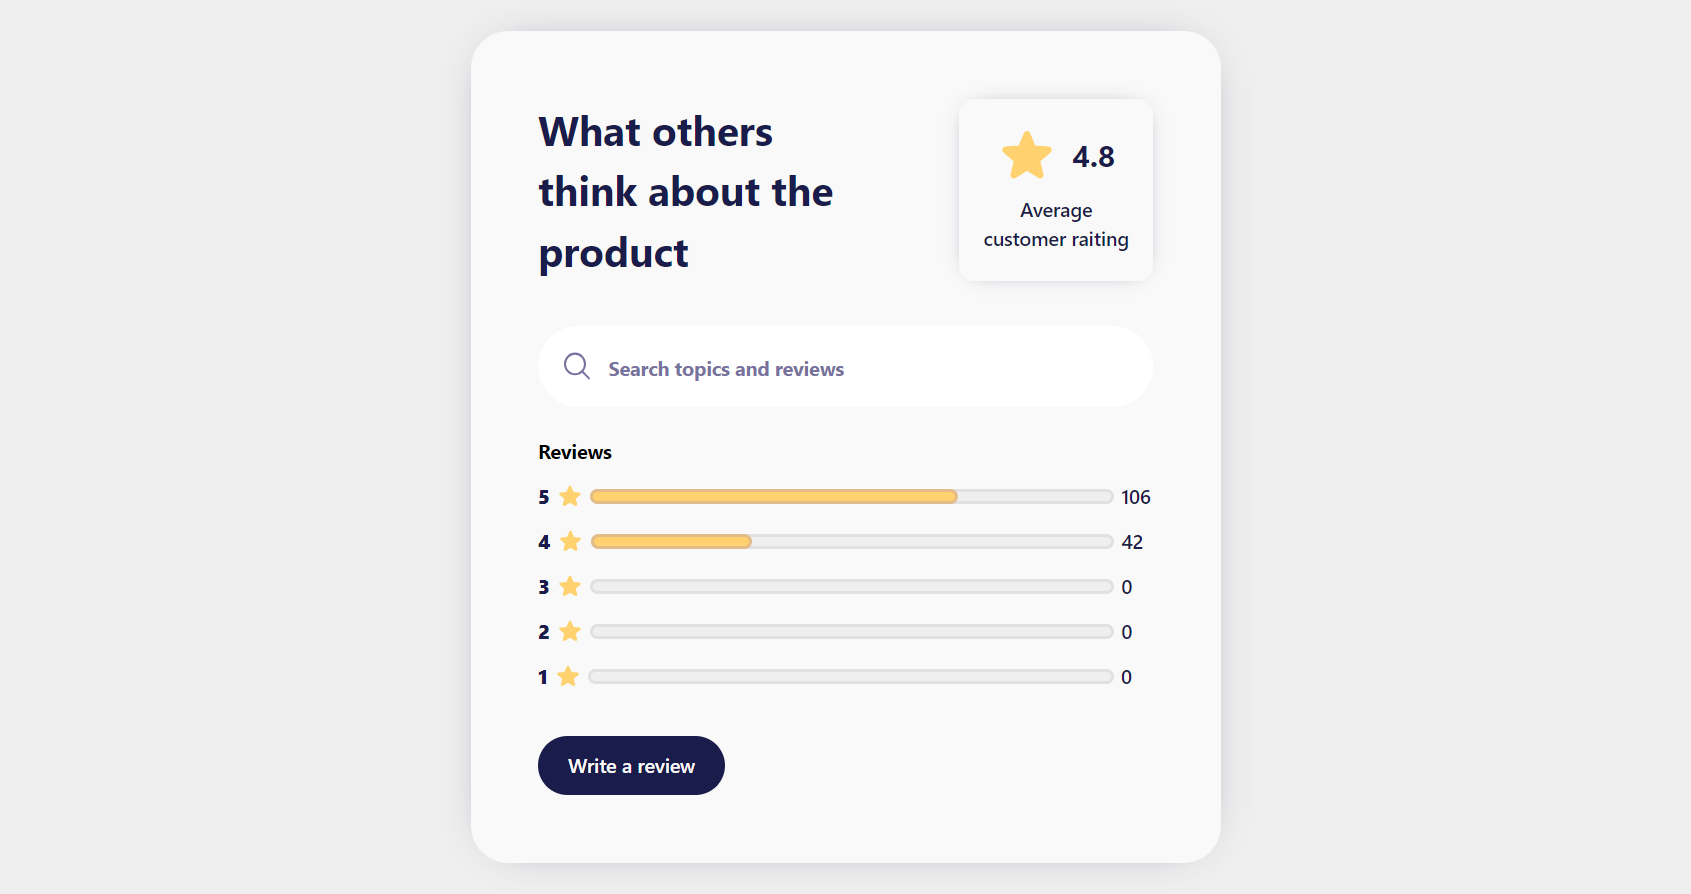 What others
think about the
product
4.8
Average
customer raiting
Search topics and reviews
Reviews
5 106
4 42
3 0
2 0
1 0
Write a review